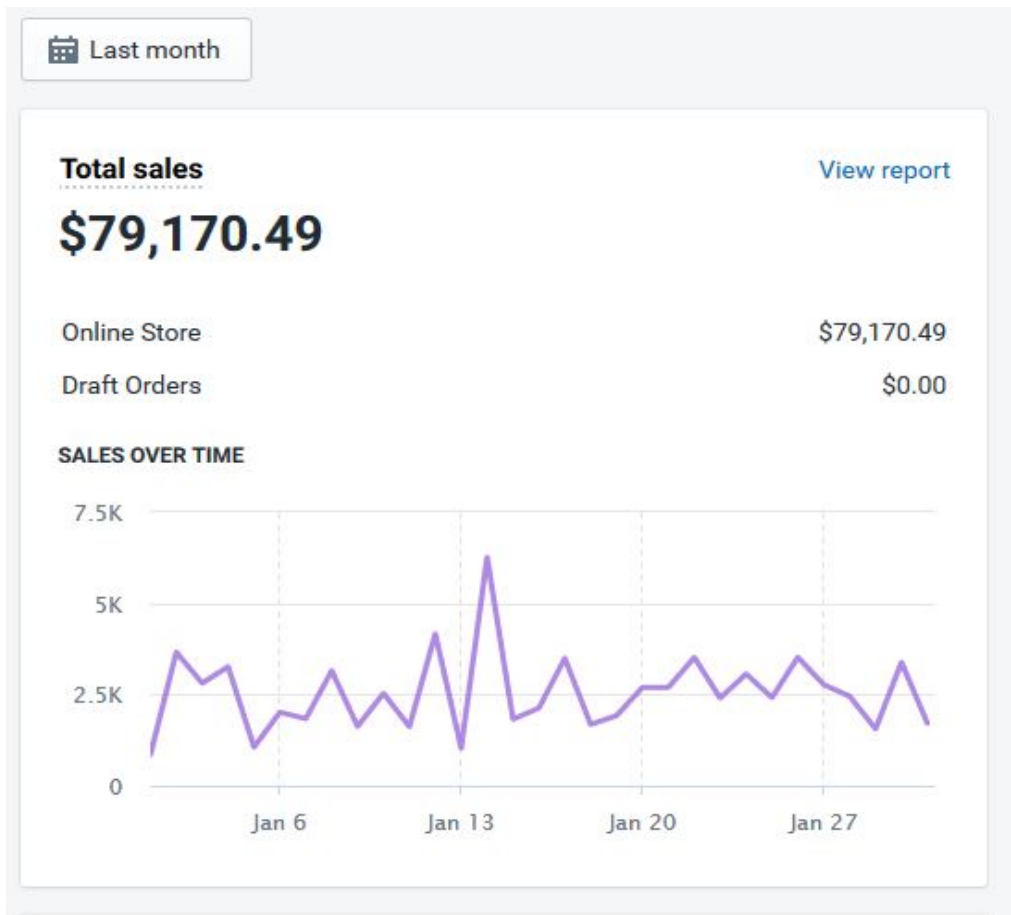 Last month
Total sales
View report
$79,170.49
Online Store
$79,170.49
Draft Orders
$0.00
SALES OVER TIME
7.5K
5K
2.5K
0
Jan 6
Jan 13
Jan 20
Jan 27